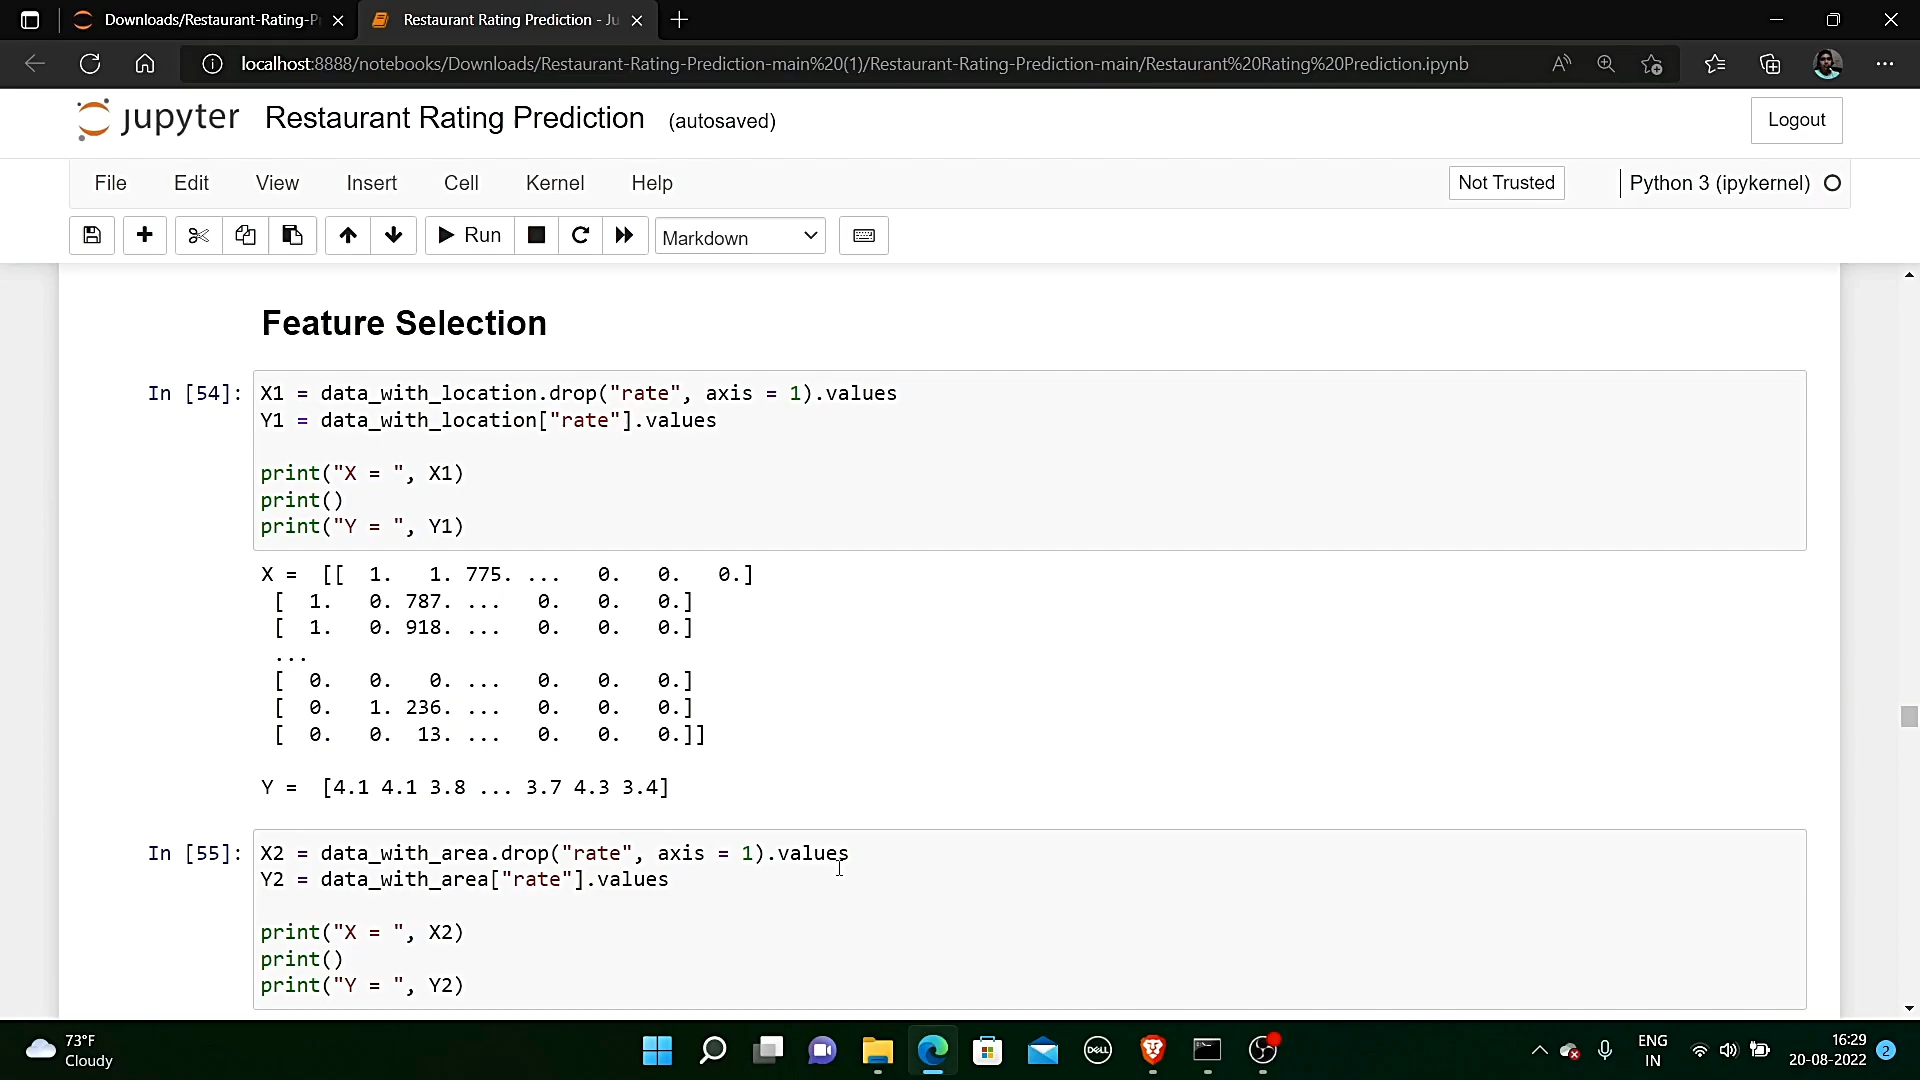 Downloads/Restaurant-Rating-P
Restaurant Rating Prediction - Ju
localhost:8888/notebooks/Downloads/Restaurant-Rating-Prediction-main%20(1)/Restaurant-Rating-Prediction-main/Restaurant%20Rating%20Prediction.ipynb
jupyter Restaurant Rating Prediction (autosaved)
Logout
File Edit View Insert Cell Kernel Help
Not Trusted
Python 3 (ipykernel)
Run
Markdown
Feature Selection
In [54]: X1 = data_with_location.drop("rate", axis = 1).values
Y1 = data_with_location["rate"].values
print("X = ", X1)
print()
print("Y = ", Y1)
X =  [[  1.   1. 775. ...   0.   0.   0.]
[  1.   0. 787. ...   0.   0.   0.]
[  1.   0. 918. ...   0.   0.   0.]
...
[  0.   0.   0. ...   0.   0.   0.]
[  0.   1. 236. ...   0.   0.   0.]
[  0.   0.  13. ...   0.   0.   0.]]
Y =  [4.1 4.1 3.8 ... 3.7 4.3 3.4]
In [55]: X2 = data_with_area.drop("rate", axis = 1).values
Y2 = data_with_area["rate"].values
print("X = ", X2)
print()
print("Y = ", Y2)
73°F
Cloudy
DELL
ENG
IN
16:29
20-08-2022
2